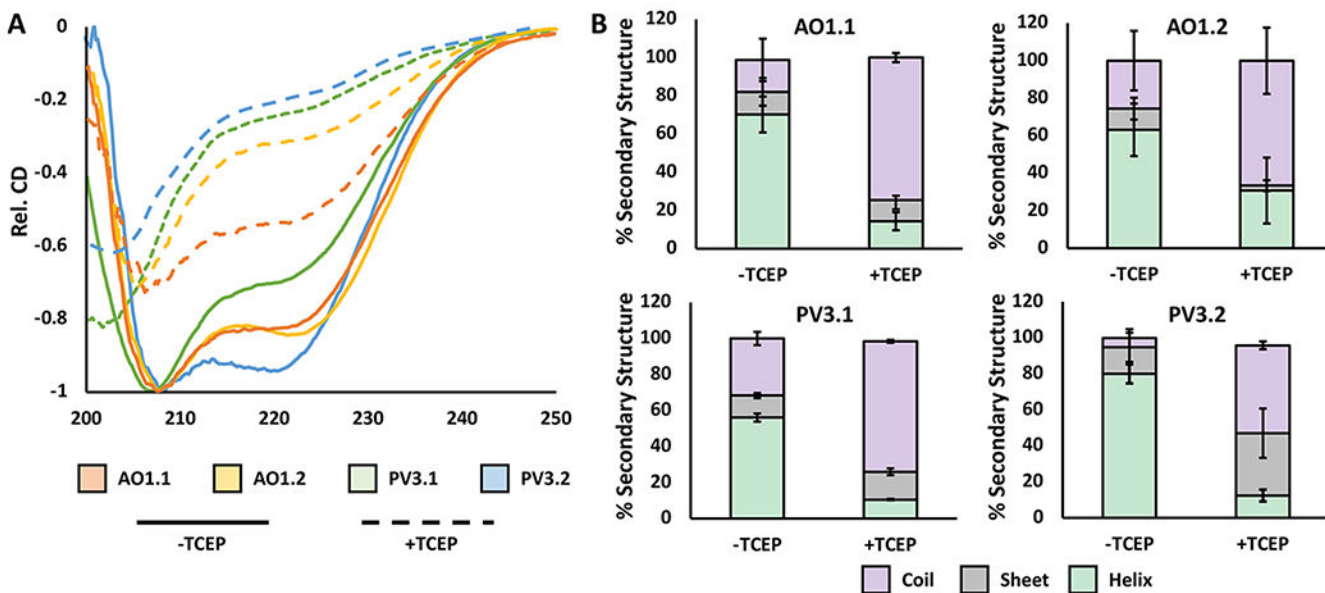 A
Rel. CD
0
-0.2
-0.4
-0.6
-0.8
-1
200 210 220 230 240 250
AO1.1 AO1.2 PV3.1 PV3.2
-TCEP +TCEP
B
AO1.1
% Secondary Structure
120
100
80
60
40
20
0
-TCEP +TCEP
AO1.2
% Secondary Structure
120
100
80
60
40
20
0
-TCEP +TCEP
PV3.1
% Secondary Structure
120
100
80
60
40
20
0
-TCEP +TCEP
PV3.2
% Secondary Structure
120
100
80
60
40
20
0
-TCEP +TCEP
Coil Sheet Helix